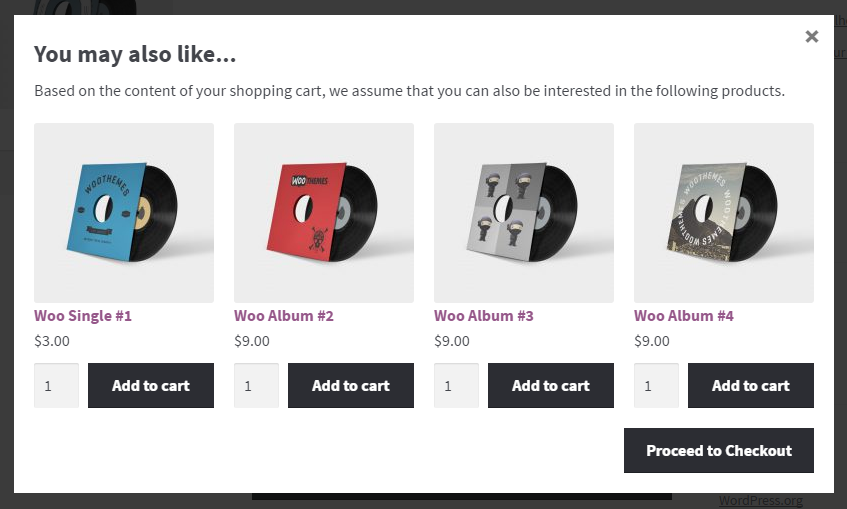 You may also like...
Based on the content of your shopping cart, we assume that you can also be interested in the following products.
WOOTHEMES
WOOTHEMES
WOOTHEMES WOOTHEMES
Woo Single #1
Woo Album #2
Woo Album #3
Woo Album #4
$3.00
$9.00
$9.00
$9.00
1
Add to cart
1
Add to cart
1
Add to cart
1
Add to cart
Proceed to Checkout
WordPress.org